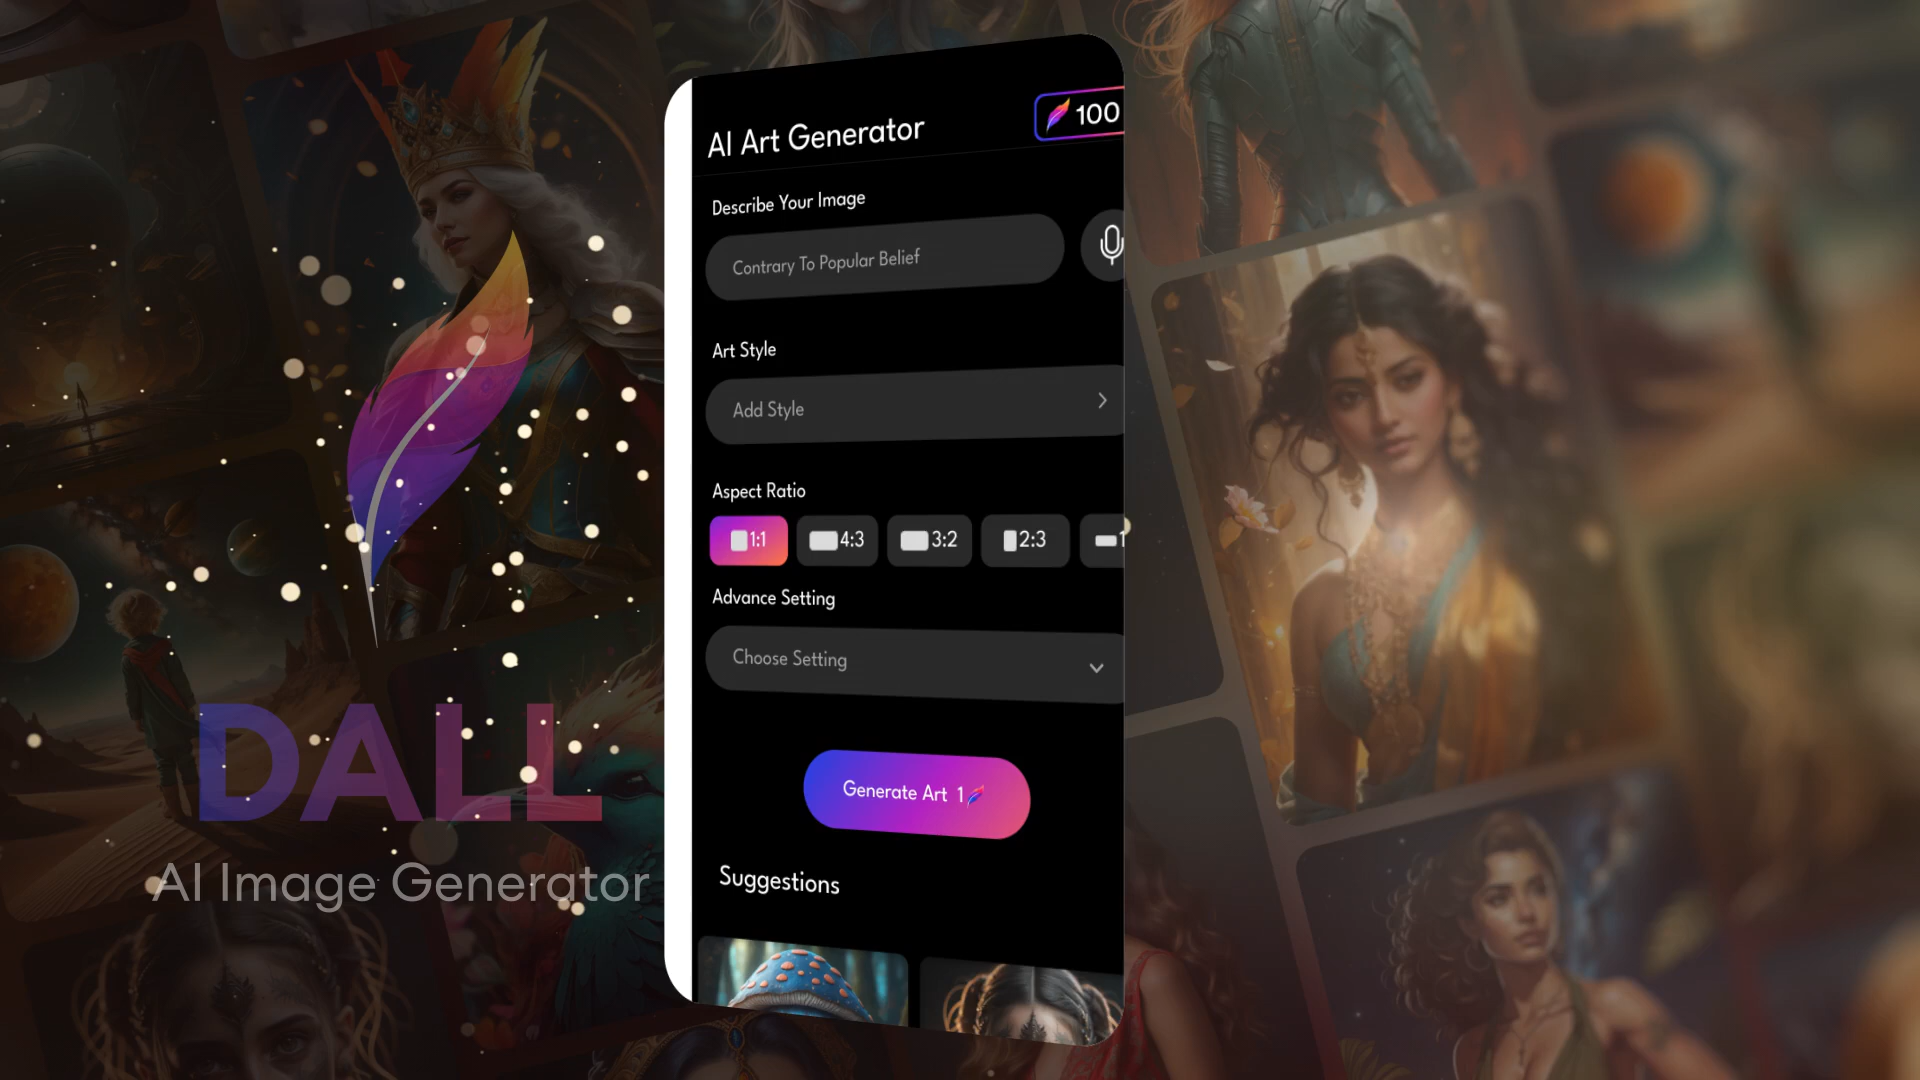 AI Art Generator
100
Describe Your Image
Contrary To Popular Belief
Art Style
Add Style
Aspect Ratio
1:1
4:3
3:2
2:3
Advance Setting
Choose Setting
Generate Art 1
Suggestions
DALL
AI Image Generator